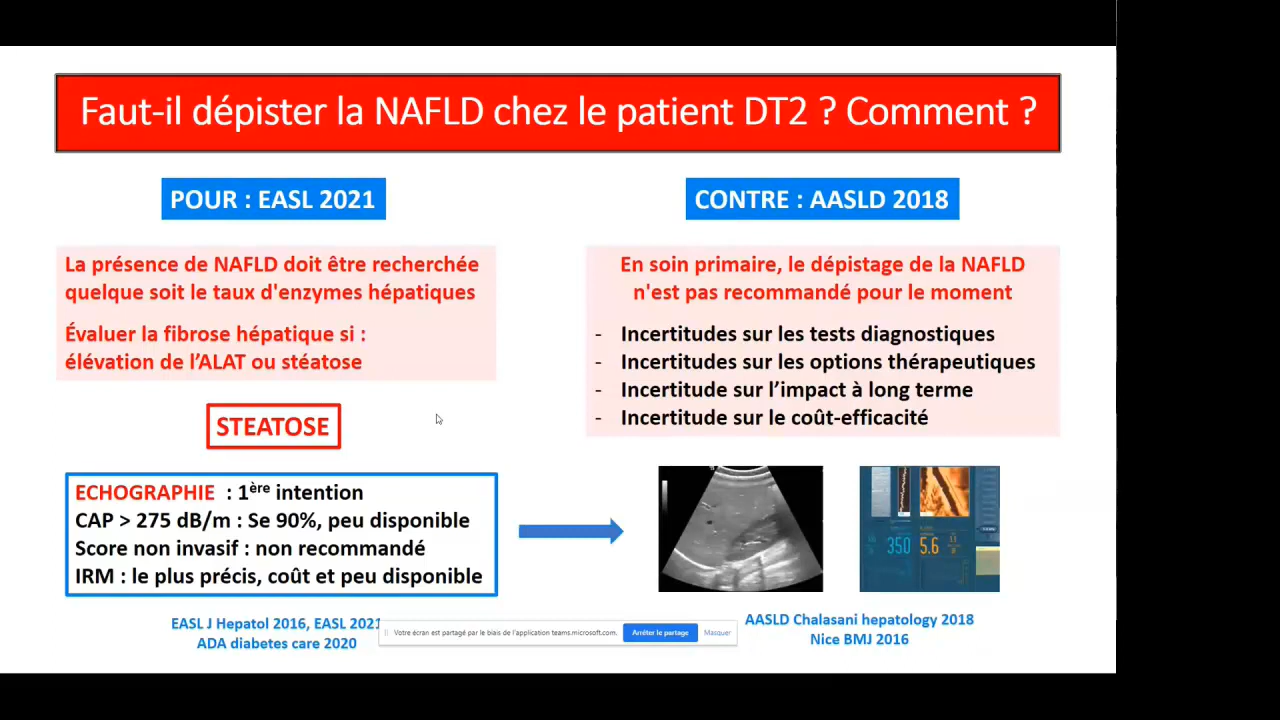 Faut-il dépister la NAFLD chez le patient DT2 ? Comment ?
POUR : EASL 2021
La présence de NAFLD doit être recherchée
quelque soit le taux d'enzymes hépatiques
Évaluer la fibrose hépatique si :
élévation de l'ALAT ou stéatose
STEATOSE
ECHOGRAPHIE : 1ère intention
CAP > 275 dB/m : Se 90%, peu disponible
Score non invasif : non recommandé
IRM : le plus précis, coût et peu disponible
EASL J Hepatol 2016, EASL 2021
ADA diabetes care 2020
CONTRE : AASLD 2018
En soin primaire, le dépistage de la NAFLD
n'est pas recommandé pour le moment
- Incertitudes sur les tests diagnostiques
- Incertitudes sur les options thérapeutiques
- Incertitude sur l'impact à long terme
- Incertitude sur le coût-efficacité
350 5.6
AASLD Chalasani hepatology 2018
Nice BMJ 2016
Votre écran est partagé par le biais de l'application teams.microsoft.com.
Arrêter le partage
Masquer